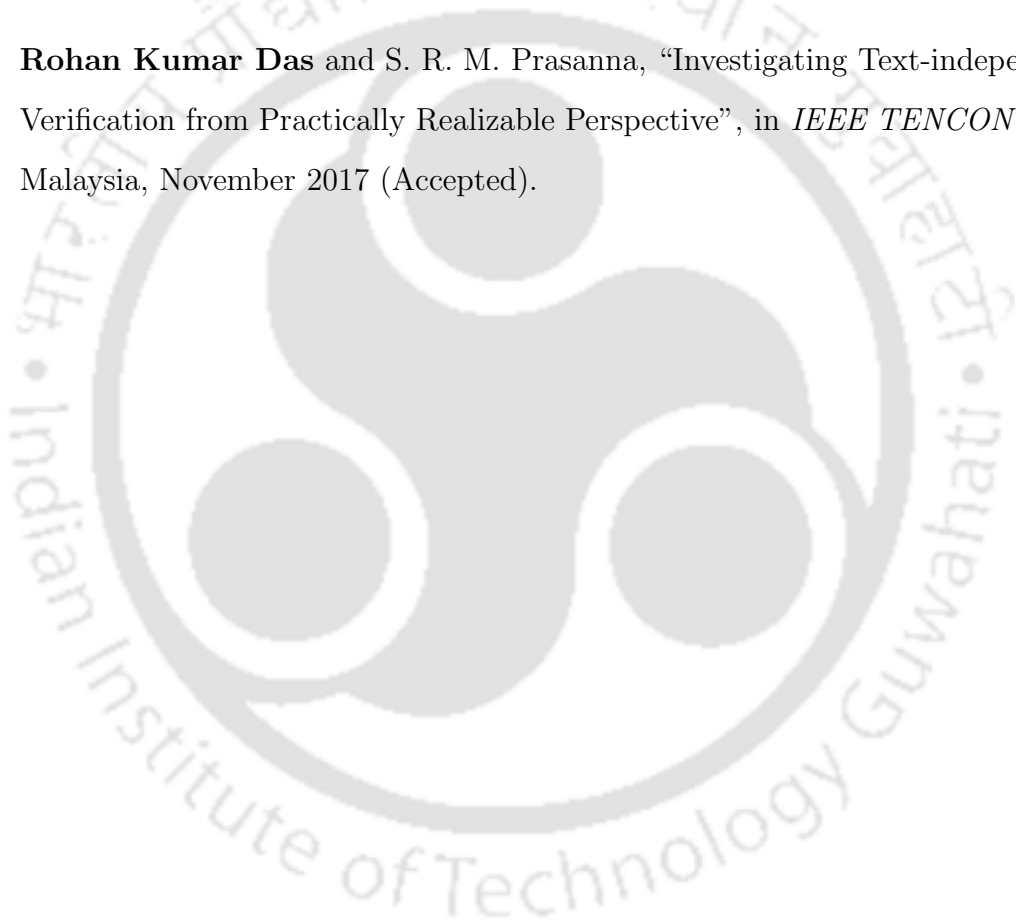 Rohan Kumar Das and S. R. M. Prasanna, “Investigating Text-indepe
Verification from Practically Realizable Perspective”, in IEEE TENCON
Malaysia, November 2017 (Accepted).
Indian Institute of Technology Guwahati